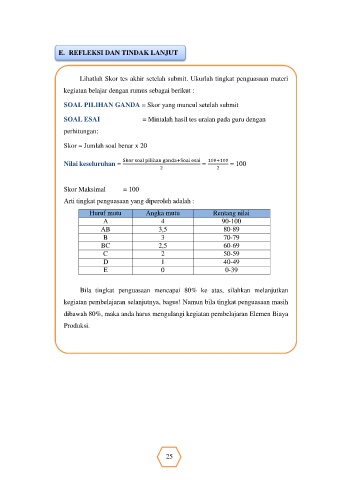 E. REFLEKSI DAN TINDAK LANJUT
Lihatlah Skor tes akhir setelah submit. Ukurlah tingkat penguasaan materi
kegiatan belajar dengan rumus sebagai berikut :
SOAL PILIHAN GANDA = Skor yang muncul setelah submit
SOAL ESAI = Mintalah hasil tes uraian pada guru dengan
perhitungan:
Skor = Jumlah soal benar x 20
Nilai keseluruhan = Skor soal pilihan ganda+Soal esai / 2 = 100+100 / 2 = 100
Skor Maksimal = 100
Arti tingkat penguasaan yang diperoleh adalah :
Huruf mutu Angka mutu Rentang nilai
A 4 90-100
AB 3,5 80-89
B 3 70-79
BC 2,5 60-69
C 2 50-59
D 1 40-49
E 0 0-39
Bila tingkat penguasaan mencapai 80% ke atas, silahkan melanjutkan
kegiatan pembelajaran selanjutnya, bagus! Namun bila tingkat penguasaan masih
dibawah 80%, maka anda harus mengulangi kegiatan pembelajaran Elemen Biaya
Produksi.
25